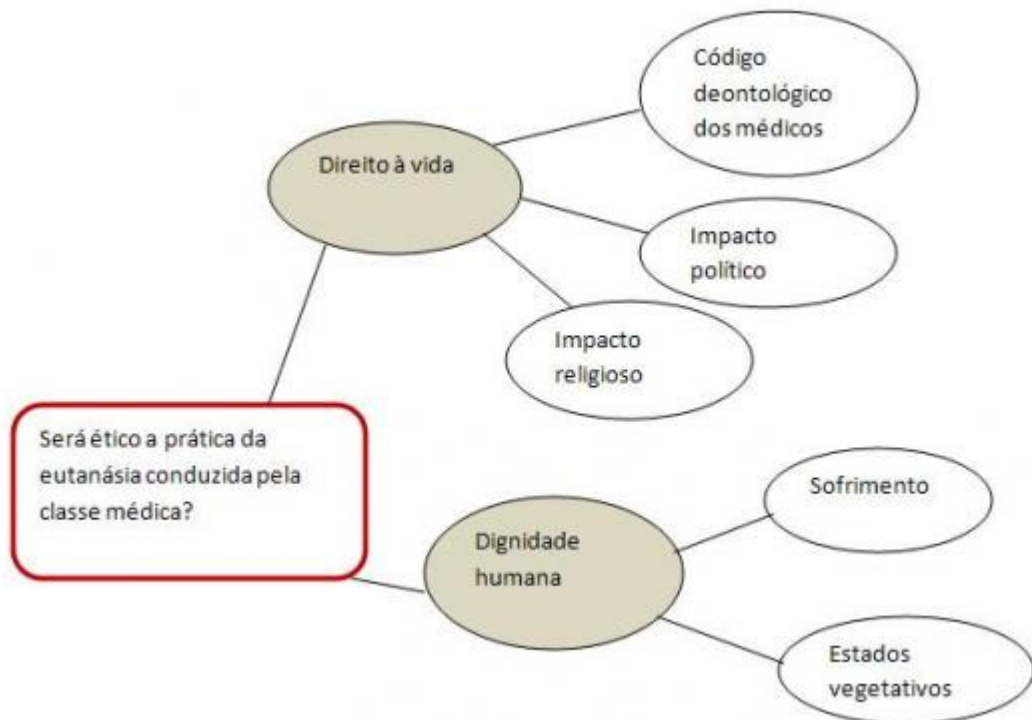 Código
deontológico
dos médicos
Direito à vida
Impacto
político
Impacto
religioso
Será ético a prática da
eutanásia conduzida pela
classe médica?
Sofrimento
Dignidade
humana
Estados
vegetativos